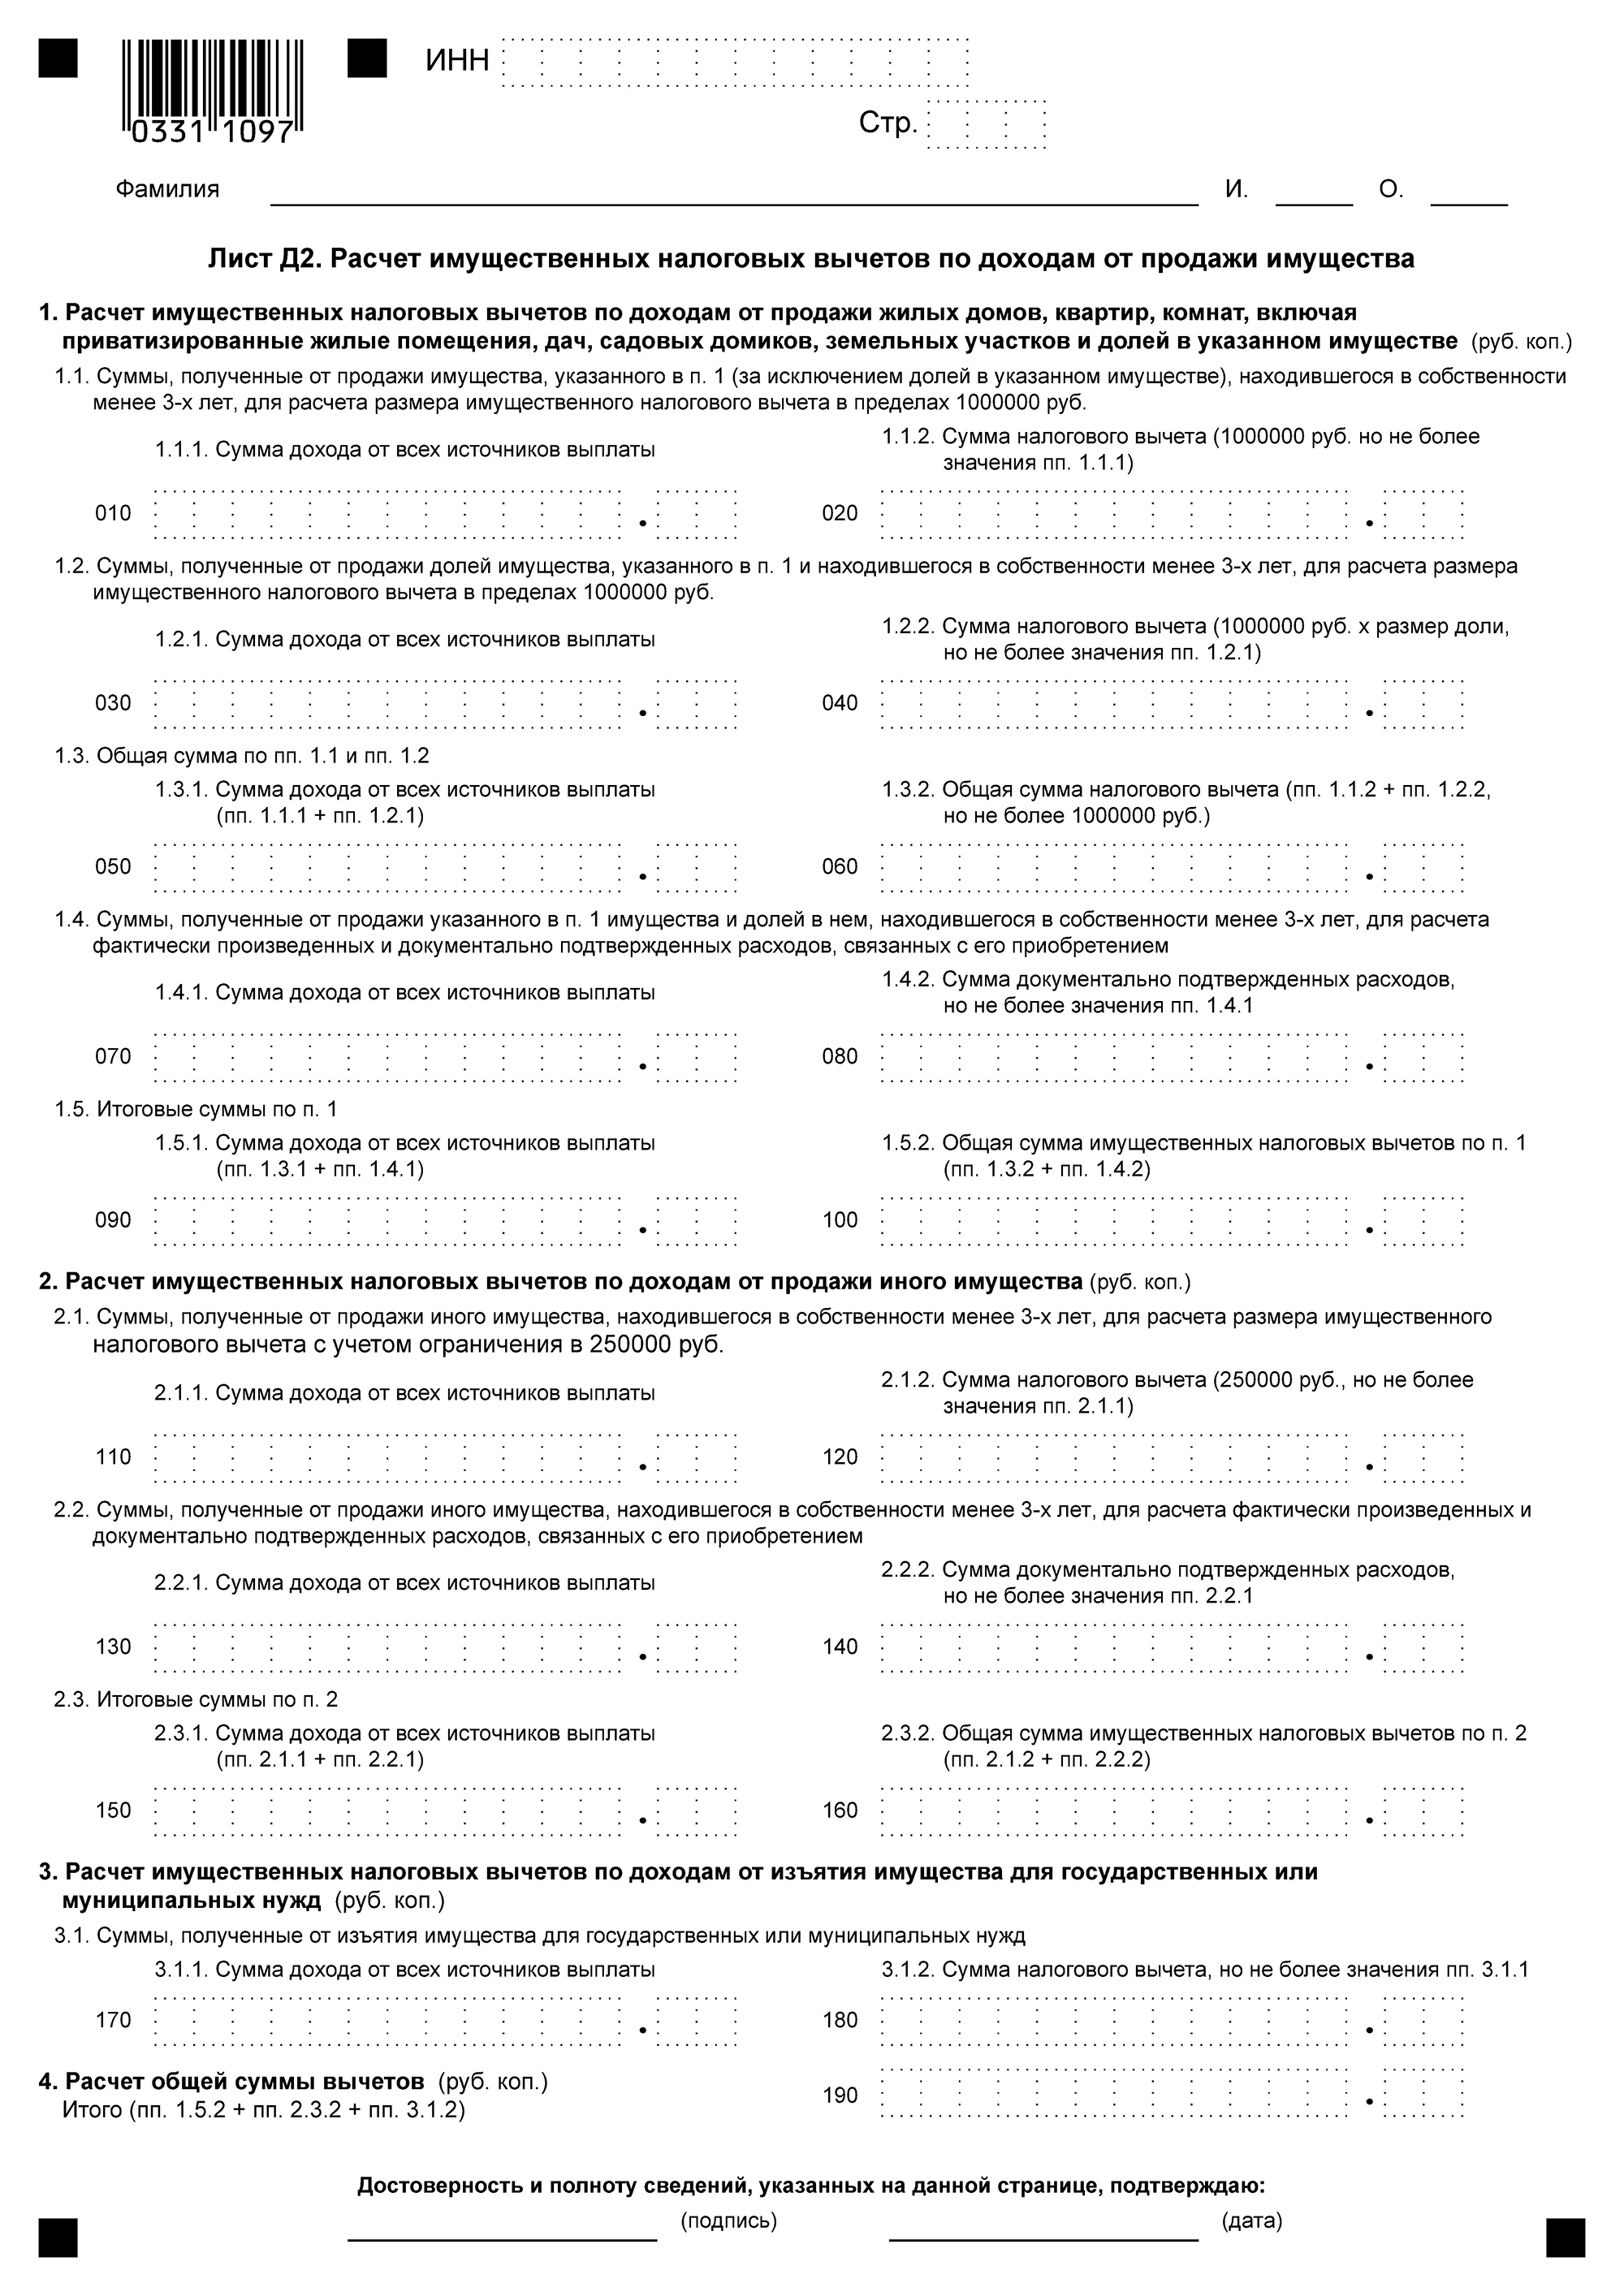 ИНН
0331 1097
Стр.
Фамилия И. О.
Лист Д2. Расчет имущественных налоговых вычетов по доходам от продажи имущества
1. Расчет имущественных налоговых вычетов по доходам от продажи жилых домов, квартир, комнат, включая
приватизированные жилые помещения, дач, садовых домиков, земельных участков и долей в указанном имуществе (руб. коп.)
1.1. Суммы, полученные от продажи имущества, указанного в п. 1 (за исключением долей в указанном имуществе), находившегося в собственности
менее 3-х лет, для расчета размера имущественного налогового вычета в пределах 1000000 руб.
1.1.1. Сумма дохода от всех источников выплаты
1.1.2. Сумма налогового вычета (1000000 руб. но не более
значения пп. 1.1.1)
010 . 020 .
1.2. Суммы, полученные от продажи долей имущества, указанного в п. 1 и находившегося в собственности менее 3-х лет, для расчета размера
имущественного налогового вычета в пределах 1000000 руб.
1.2.1. Сумма дохода от всех источников выплаты
1.2.2. Сумма налогового вычета (1000000 руб. х размер доли,
но не более значения пп. 1.2.1)
030 . 040 .
1.3. Общая сумма по пп. 1.1 и пп. 1.2
1.3.1. Сумма дохода от всех источников выплаты
(пп. 1.1.1 + пп. 1.2.1)
1.3.2. Общая сумма налогового вычета (пп. 1.1.2 + пп. 1.2.2,
но не более 1000000 руб.)
050 . 060 .
1.4. Суммы, полученные от продажи указанного в п. 1 имущества и долей в нем, находившегося в собственности менее 3-х лет, для расчета
фактически произведенных и документально подтвержденных расходов, связанных с его приобретением
1.4.1. Сумма дохода от всех источников выплаты
1.4.2. Сумма документально подтвержденных расходов,
но не более значения пп. 1.4.1
070 . 080 .
1.5. Итоговые суммы по п. 1
1.5.1. Сумма дохода от всех источников выплаты
(пп. 1.3.1 + пп. 1.4.1)
1.5.2. Общая сумма имущественных налоговых вычетов по п. 1
(пп. 1.3.2 + пп. 1.4.2)
090 . 100 .
2. Расчет имущественных налоговых вычетов по доходам от продажи иного имущества (руб. коп.)
2.1. Суммы, полученные от продажи иного имущества, находившегося в собственности менее 3-х лет, для расчета размера имущественного
налогового вычета с учетом ограничения в 250000 руб.
2.1.1. Сумма дохода от всех источников выплаты
2.1.2. Сумма налогового вычета (250000 руб., но не более
значения пп. 2.1.1)
110 . 120 .
2.2. Суммы, полученные от продажи иного имущества, находившегося в собственности менее 3-х лет, для расчета фактически произведенных и
документально подтвержденных расходов, связанных с его приобретением
2.2.1. Сумма дохода от всех источников выплаты
2.2.2. Сумма документально подтвержденных расходов,
но не более значения пп. 2.2.1
130 . 140 .
2.3. Итоговые суммы по п. 2
2.3.1. Сумма дохода от всех источников выплаты
(пп. 2.1.1 + пп. 2.2.1)
2.3.2. Общая сумма имущественных налоговых вычетов по п. 2
(пп. 2.1.2 + пп. 2.2.2)
150 . 160 .
3. Расчет имущественных налоговых вычетов по доходам от изъятия имущества для государственных или
муниципальных нужд (руб. коп.)
3.1. Суммы, полученные от изъятия имущества для государственных или муниципальных нужд
3.1.1. Сумма дохода от всех источников выплаты
3.1.2. Сумма налогового вычета, но не более значения пп. 3.1.1
170 . 180 .
4. Расчет общей суммы вычетов (руб. коп.)
Итого (пп. 1.5.2 + пп. 2.3.2 + пп. 3.1.2)
190 .
Достоверность и полноту сведений, указанных на данной странице, подтверждаю:
(подпись) (дата)